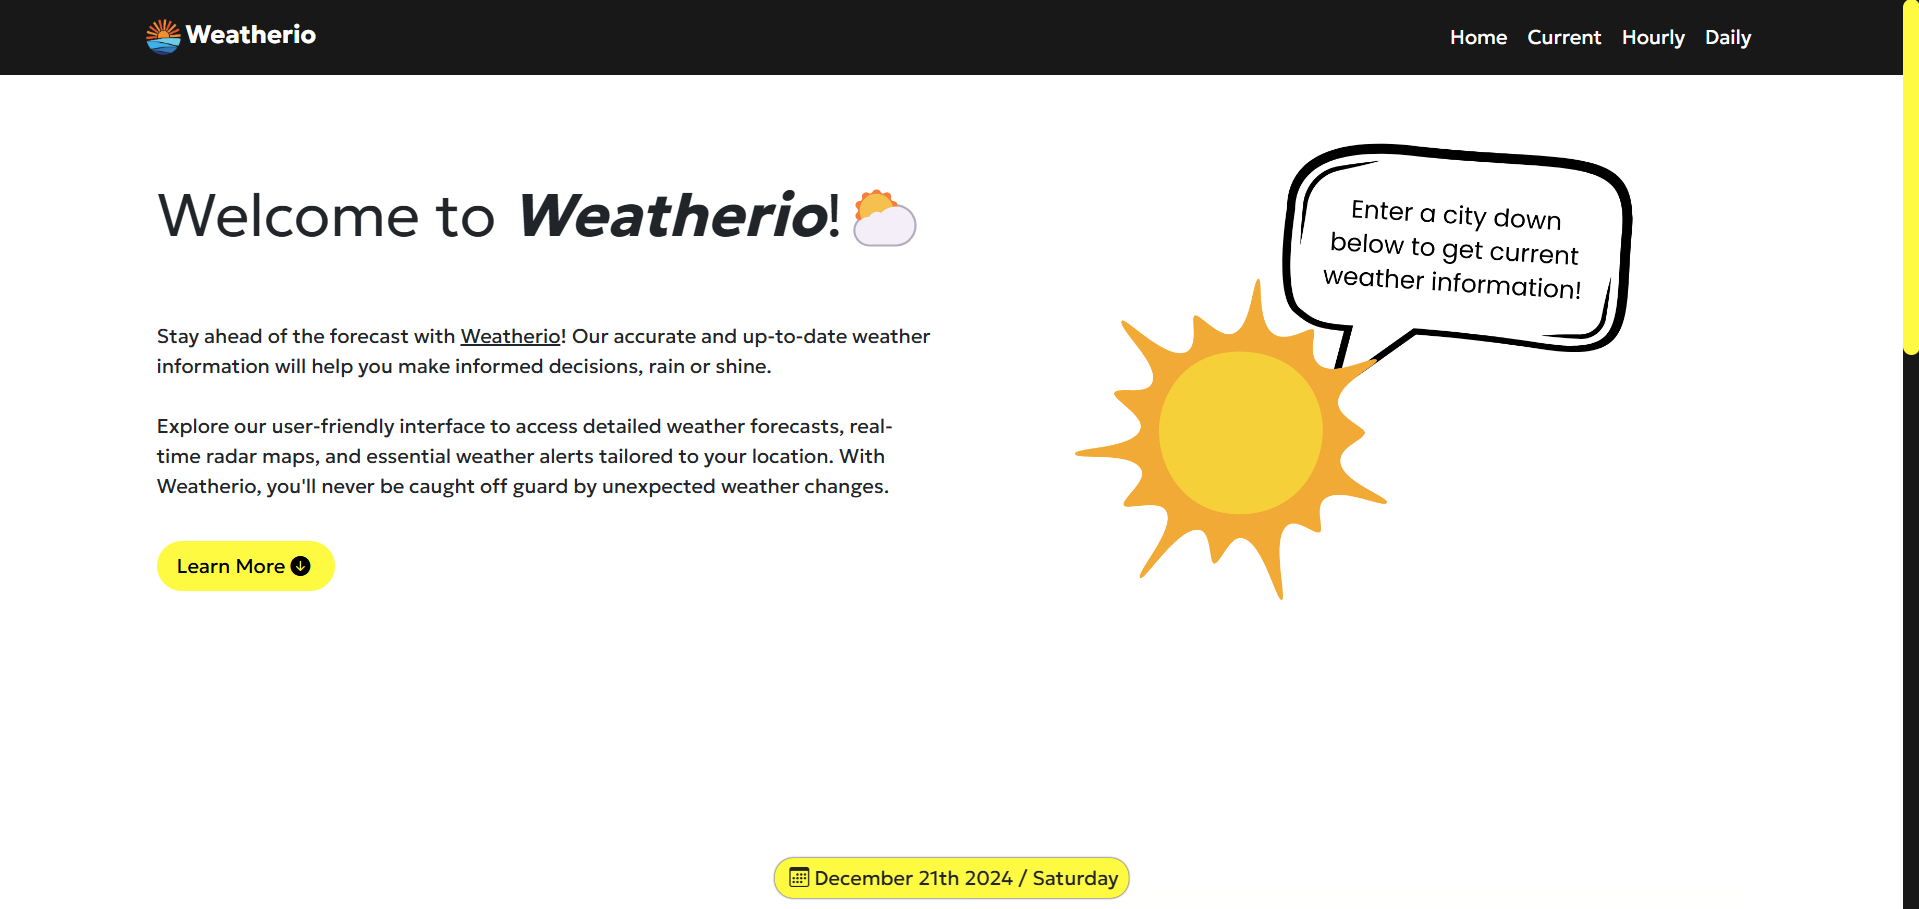 Weatherio
Home Current Hourly Daily
Welcome to Weatherio!
Stay ahead of the forecast with Weatherio! Our accurate and up-to-date weather
information will help you make informed decisions, rain or shine.
Explore our user-friendly interface to access detailed weather forecasts, real-
time radar maps, and essential weather alerts tailored to your location. With
Weatherio, you'll never be caught off guard by unexpected weather changes.
Learn More
Enter a city down
below to get current
weather information!
December 21th 2024 / Saturday